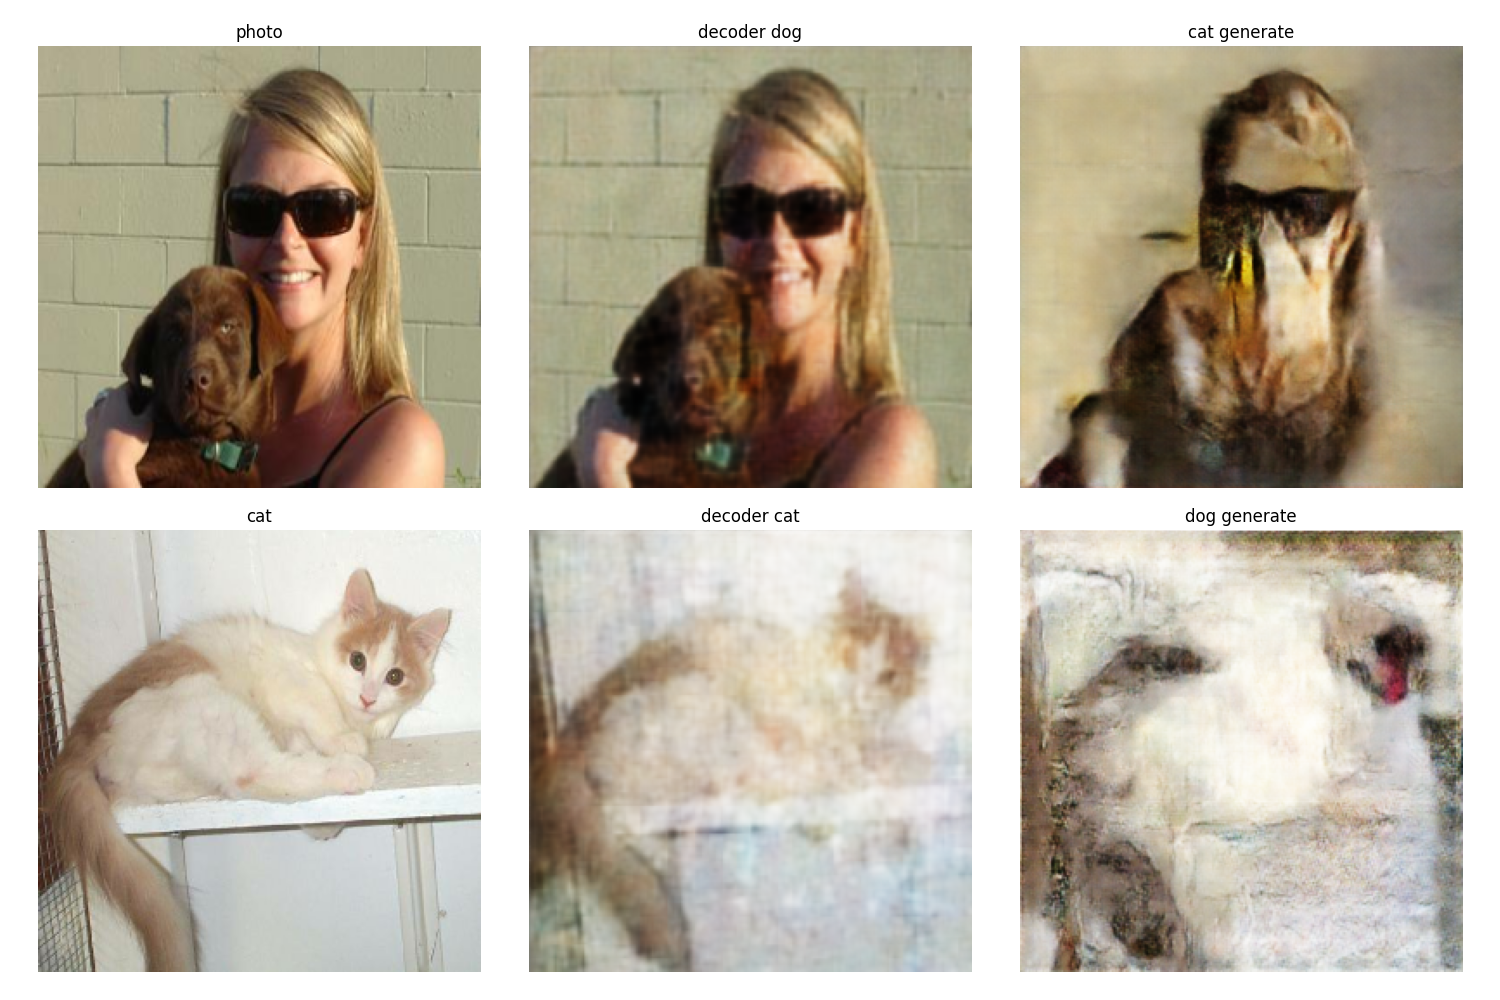 photo
decoder dog
cat generate
cat
decoder cat
dog generate